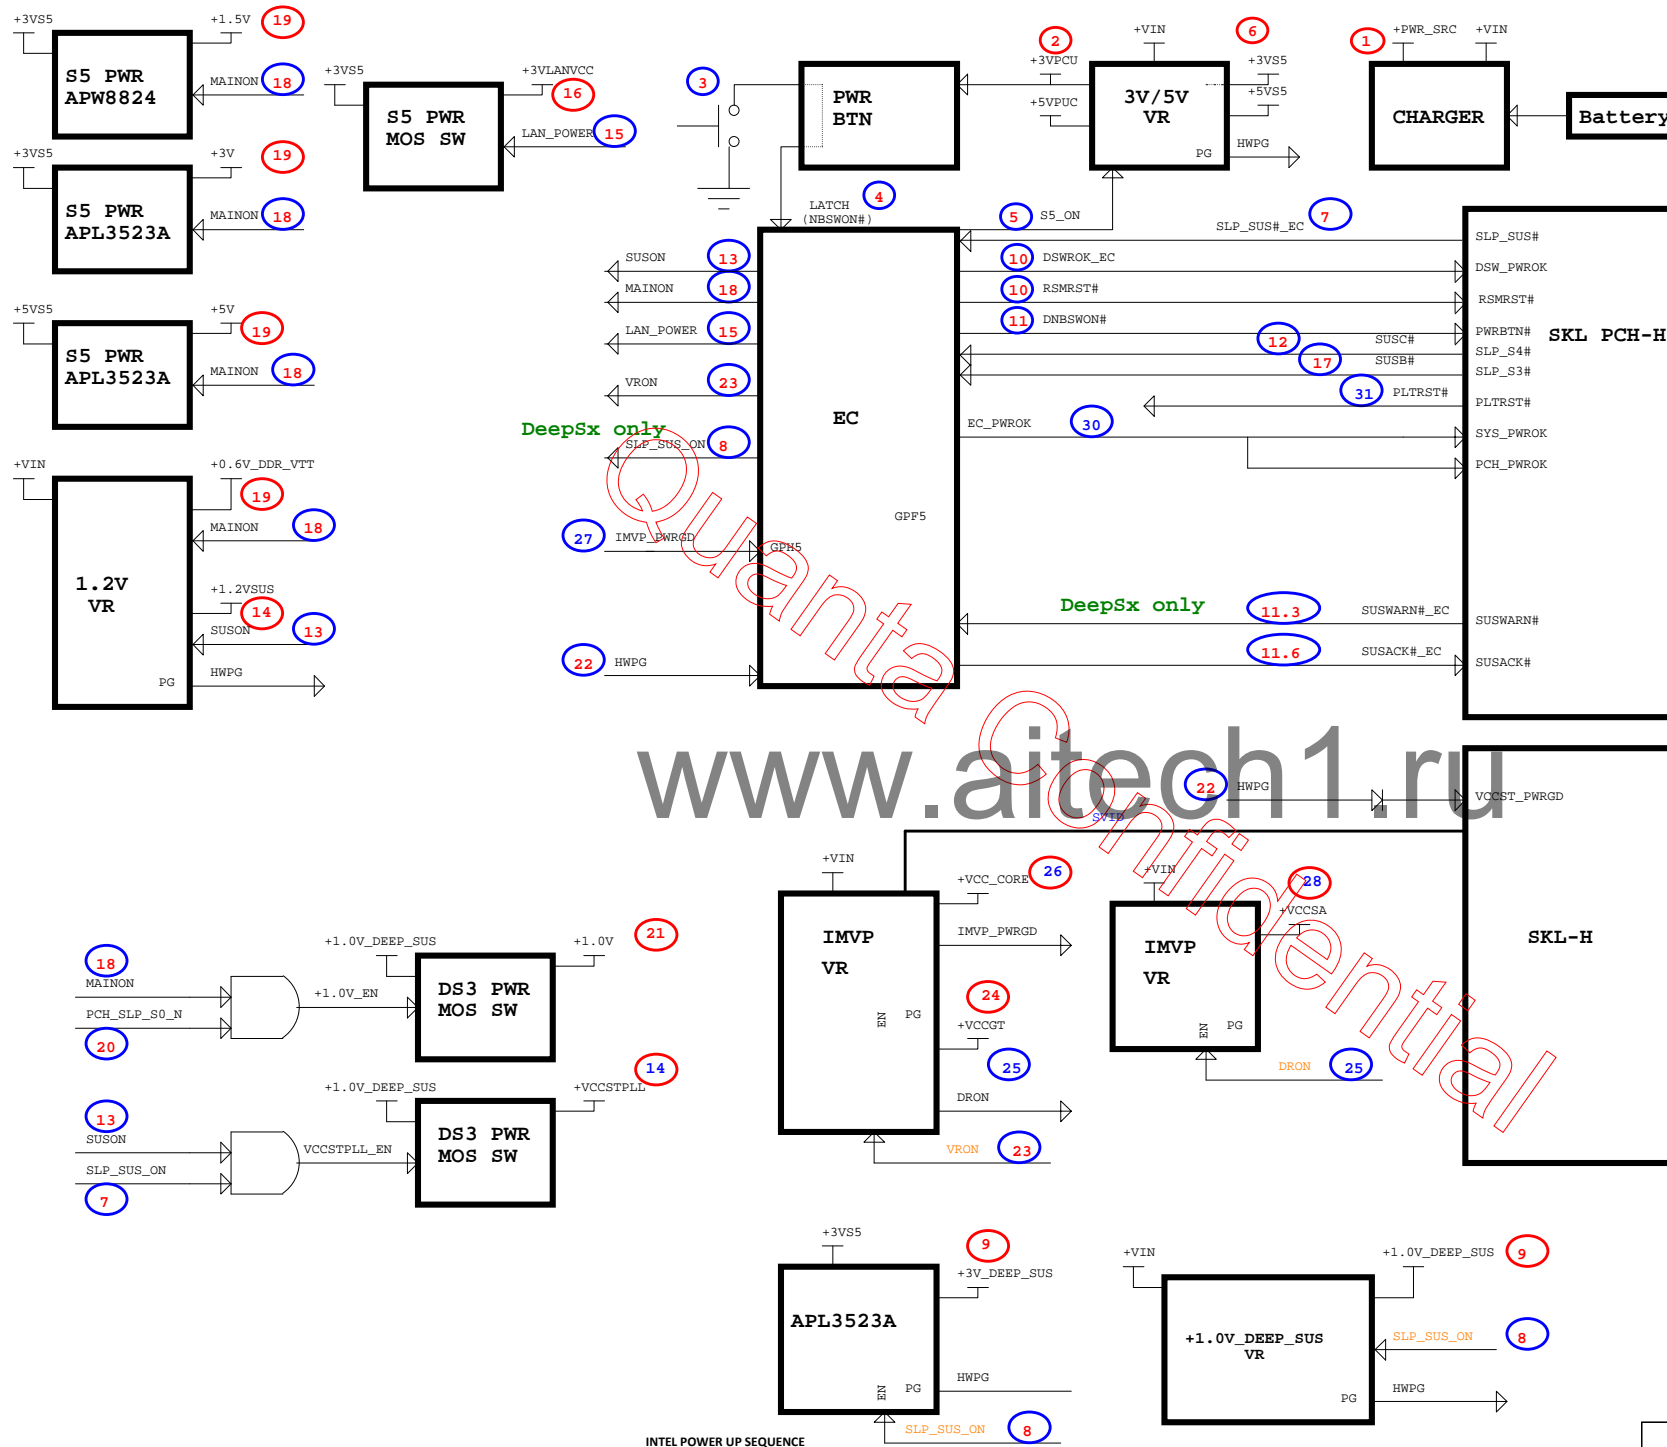 +3VS5
+1.5V
19
S5 PWR
APW8824
MAINON
18
+3VS5
+3VLANVCC
16
S5 PWR
MOS SW
LAN_POWER
15
+3VS5
+3V
19
S5 PWR
APL3523A
MAINON
18
+5VS5
+5V
19
S5 PWR
APL3523A
MAINON
18
+VIN
+0.6V_DDR_VTT
19
MAINON
18
1.2V
VR
+1.2VSUS
14
SUSON
13
PG
HWPG
3
PWR
BTN
2
+3VPCU
+5VPUC
+VIN
3V/5V
VR
6
+3VS5
+5VS5
PG
HWPG
1
+PWR_SRC
+VIN
CHARGER
Battery
LATCH
(NBSWON#)
4
5
S5_ON
SLP_SUS#_EC
7
SLP_SUS#
SUSON
13
10
DSWROK_EC
DSW_PWROK
MAINON
18
10
RSMRST#
RSMRST#
LAN_POWER
15
11
DNBSWON#
PWRBTN#
SKL PCH-H
12
SUSC#
SLP_S4#
17
SUSB#
SLP_S3#
VRON
23
31
PLTRST#
PLTRST#
EC
EC_PWROK
30
SYS_PWROK
PCH_PWROK
DeepSx only
SLP_SUS_ON
8
GPF5
27
IMVP_PWRGD
GPH5
DeepSx only
11.3
SUSWARN#_EC
SUSWARN#
11.6
SUSACK#_EC
SUSACK#
22
HWPG
Quanta Confidential
www.aitech1.ru
22
HWPG
VCCST_PWRGD
SVID
SKL-H
+VIN
+VCC_CORE
26
IMVP
VR
IMVP_PWRGD
24
+VCCGT
25
EN
PG
DRON
VRON
23
+VIN
28
+VCCSA
IMVP
VR
EN
PG
DRON
25
18
MAINON
PCH_SLP_S0_N
20
+1.0V_EN
+1.0V_DEEP_SUS
+1.0V
21
DS3 PWR
MOS SW
13
SUSON
SLP_SUS_ON
7
VCCSTPLL_EN
+1.0V_DEEP_SUS
+VCCSTPLL
14
DS3 PWR
MOS SW
+3VS5
9
+3V_DEEP_SUS
APL3523A
EN
PG
HWPG
SLP_SUS_ON
8
+VIN
+1.0V_DEEP_SUS
9
+1.0V_DEEP_SUS
VR
SLP_SUS_ON
8
PG
HWPG
INTEL POWER UP SEQUENCE